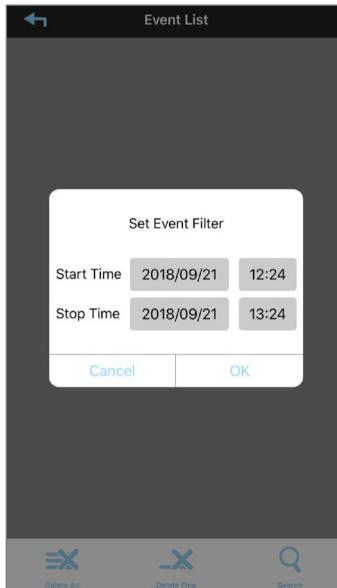 Event List
Set Event Filter
Start Time 2018/09/21 12:24
Stop Time 2018/09/21 13:24
Cancel OK
Delete All Delete One Search